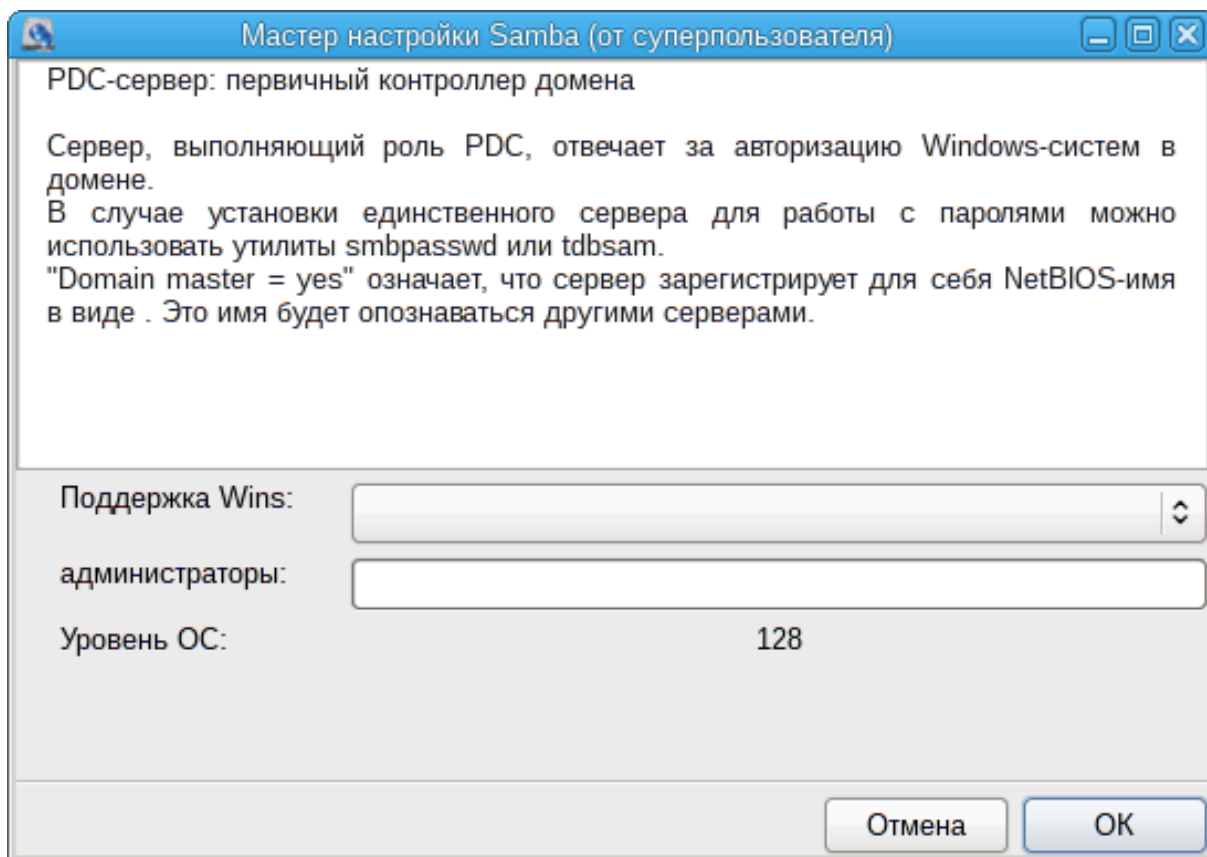 Мастер настройки Samba (от суперпользователя)
PDC-сервер: первичный контроллер домена
Сервер, выполняющий роль PDC, отвечает за авторизацию Windows-систем в
домене.
В случае установки единственного сервера для работы с паролями можно
использовать утилиты smbpasswd или tdbsam.
"Domain master = yes" означает, что сервер зарегистрирует для себя NetBIOS-имя
в виде . Это имя будет опознаваться другими серверами.
Поддержка Wins:
администраторы:
Уровень ОС: 128
Отмена ОК